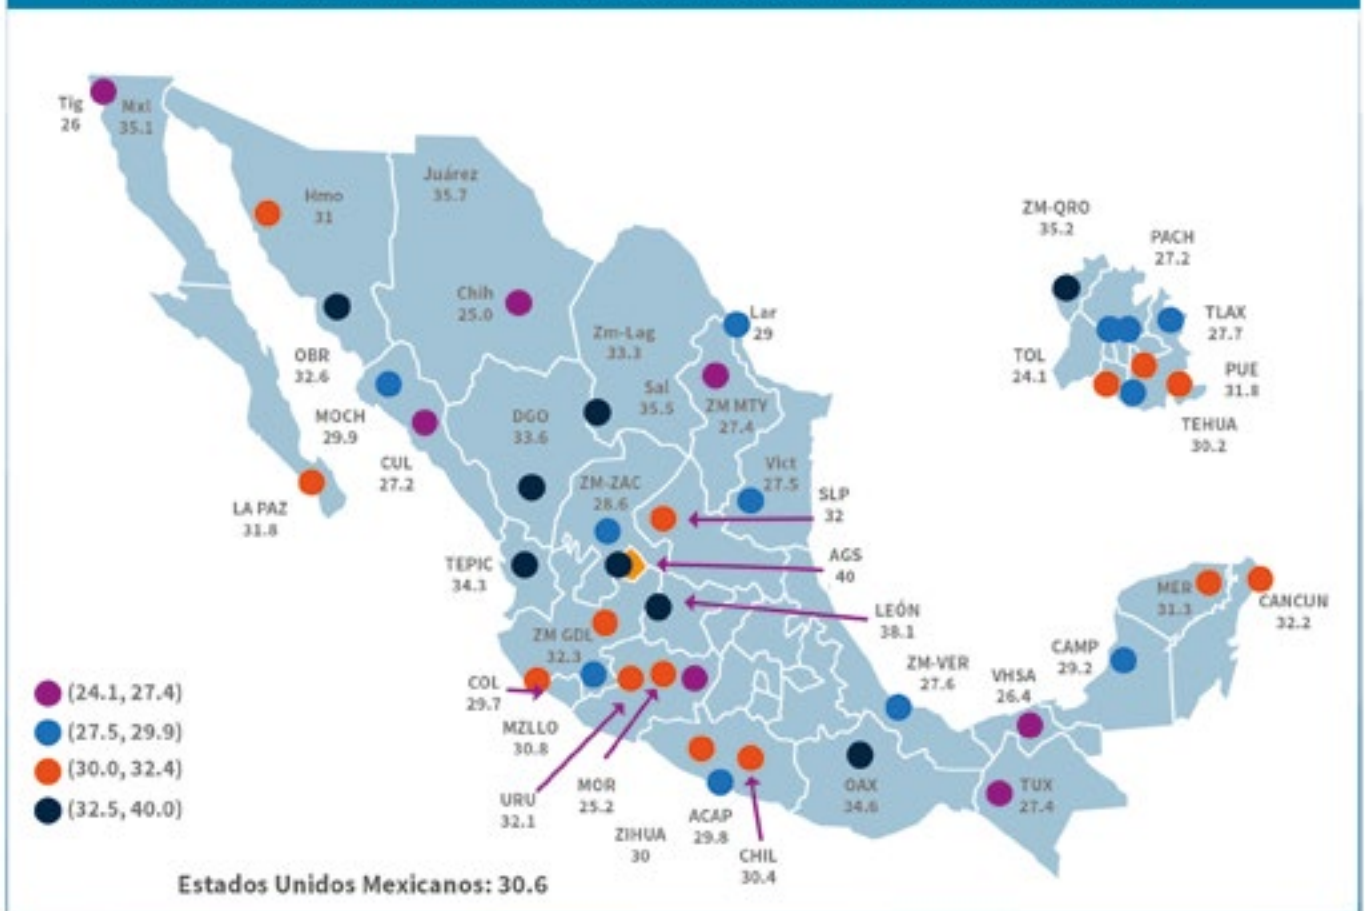 Tig
26
Mxl
35.1
Hmo
31
Juárez
35.7
Chih
25.0
OBR
32.6
MOCH
29.9
CUL
27.2
LA PAZ
31.8
DGO
33.6
Zm-Lag
33.3
Sal
35.5
Lar
29
ZM MTY
27.4
Vict
27.5
ZM-ZAC
28.6
SLP
32
AGS
40
LEÓN
38.1
TEPIC
34.3
ZM GDL
32.3
COL
29.7
MZLLO
30.8
URU
32.1
MOR
25.2
ZIHUA
30
ACAP
29.8
CHIL
30.4
OAX
34.6
ZM-VER
27.6
VHSA
26.4
TUX
27.4
CAMP
29.2
MER
31.3
CANCUN
32.2
ZM-QRO
35.2
PACH
27.2
TLAX
27.7
TOL
24.1
PUE
31.8
TEHUA
30.2
(24.1, 27.4)
(27.5, 29.9)
(30.0, 32.4)
(32.5, 40.0)
Estados Unidos Mexicanos: 30.6